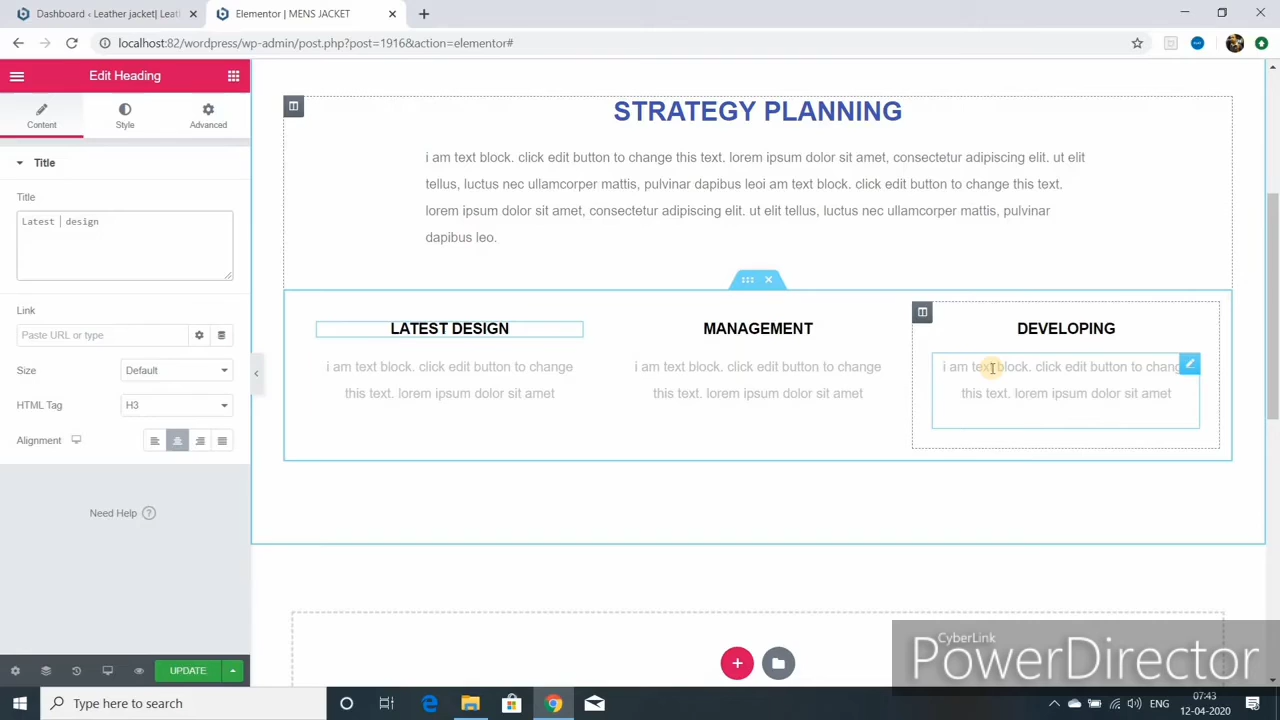 Dashboard ‹ Leather jacket| Leat
Elementor | MENS JACKET
localhost:82/wordpress/wp-admin/post.php?post=1916&action=elementor#
Edit Heading
Content
Style
Advanced
Title
Title
Latest  design
Link
Paste URL or type
Size
Default
HTML Tag
H3
Alignment
Need Help
UPDATE
STRATEGY PLANNING
i am text block. click edit button to change this text. lorem ipsum dolor sit amet, consectetur adipiscing elit. ut elit
tellus, luctus nec ullamcorper mattis, pulvinar dapibus leoi am text block. click edit button to change this text.
lorem ipsum dolor sit amet, consectetur adipiscing elit. ut elit tellus, luctus nec ullamcorper mattis, pulvinar
dapibus leo.
LATEST DESIGN
i am text block. click edit button to change
this text. lorem ipsum dolor sit amet
MANAGEMENT
i am text block. click edit button to change
this text. lorem ipsum dolor sit amet
DEVELOPING
i am text block. click edit button to chang
this text. lorem ipsum dolor sit amet
CyberLink
PowerDirector
Type here to search
ENG
07:43
12-04-2020